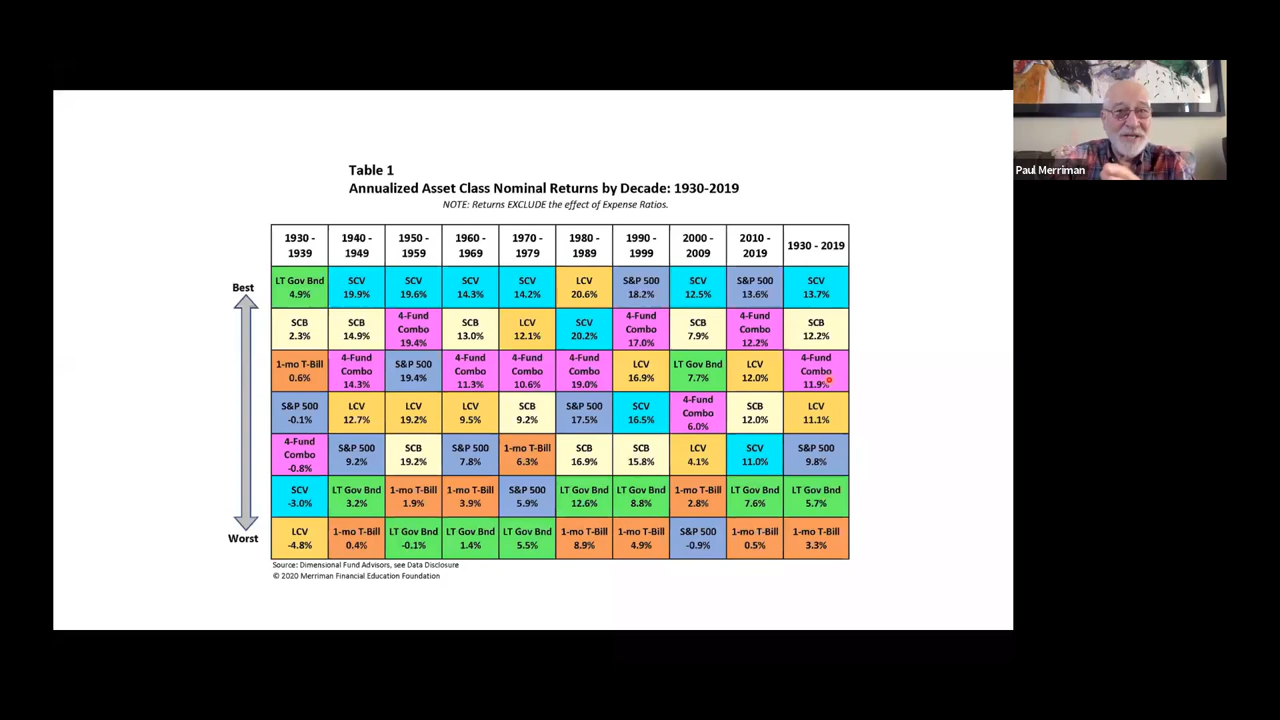 Paul Merriman
Table 1
Annualized Asset Class Nominal Returns by Decade: 1930-2019
NOTE: Returns EXCLUDE the effect of Expense Ratios.
1930 - 1939 1940 - 1949 1950 - 1959 1960 - 1969 1970 - 1979 1980 - 1989 1990 - 1999 2000 - 2009 2010 - 2019 1930 - 2019
Best
LT Gov Bnd 4.9% SCV 19.9% SCV 19.6% SCV 14.3% SCV 14.2% LCV 20.6% S&P 500 18.2% SCV 12.5% S&P 500 13.6% SCV 13.7%
SCB 2.3% SCB 14.9% 4-Fund Combo 19.4% SCB 13.0% LCV 12.1% SCV 20.2% 4-Fund Combo 17.0% SCB 7.9% 4-Fund Combo 12.2% SCB 12.2%
1-mo T-Bill 0.6% 4-Fund Combo 14.3% S&P 500 19.4% 4-Fund Combo 11.3% 4-Fund Combo 10.6% 4-Fund Combo 19.0% LCV 16.9% LT Gov Bnd 7.7% LCV 12.0% 4-Fund Combo 11.9%
S&P 500 -0.1% LCV 12.7% LCV 19.2% LCV 9.5% SCB 9.2% S&P 500 17.5% SCV 16.5% 4-Fund Combo 6.0% SCB 12.0% LCV 11.1%
4-Fund Combo -0.8% S&P 500 9.2% SCB 19.2% S&P 500 7.8% 1-mo T-Bill 6.3% SCB 16.9% SCB 15.8% LCV 4.1% SCV 11.0% S&P 500 9.8%
SCV -3.0% LT Gov Bnd 3.2% 1-mo T-Bill 1.9% 1-mo T-Bill 3.9% S&P 500 5.9% LT Gov Bnd 12.6% LT Gov Bnd 8.8% 1-mo T-Bill 2.8% LT Gov Bnd 7.6% LT Gov Bnd 5.7%
Worst
LCV -4.8% 1-mo T-Bill 0.4% LT Gov Bnd -0.1% LT Gov Bnd 1.4% LT Gov Bnd 5.5% 1-mo T-Bill 8.9% 1-mo T-Bill 4.9% S&P 500 -0.9% 1-mo T-Bill 0.5% 1-mo T-Bill 3.3%
Source: Dimensional Fund Advisors, see Data Disclosure
© 2020 Merriman Financial Education Foundation